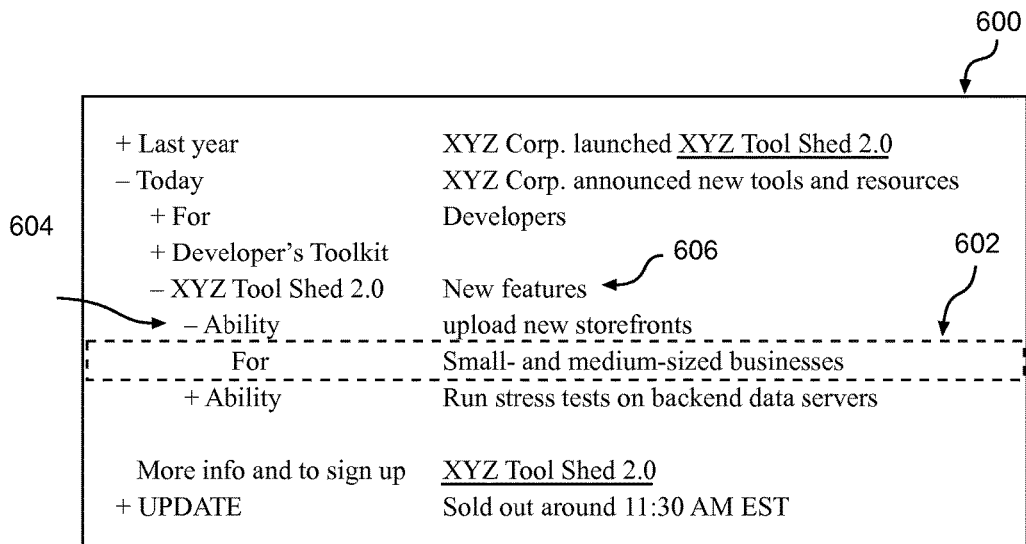 600
+ Last year XYZ Corp. launched XYZ Tool Shed 2.0
– Today XYZ Corp. announced new tools and resources
+ For Developers
604
+ Developer’s Toolkit
606
602
– XYZ Tool Shed 2.0 New features
– Ability upload new storefronts
For Small- and medium-sized businesses
+ Ability Run stress tests on backend data servers
More info and to sign up XYZ Tool Shed 2.0
+ UPDATE Sold out around 11:30 AM EST